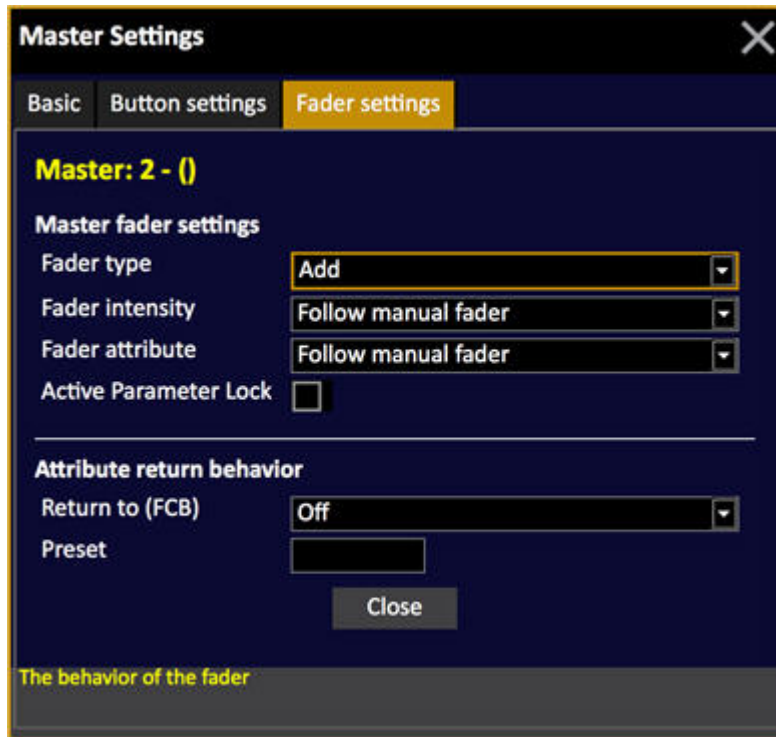 Master Settings
Basic Button settings Fader settings
Master: 2 - ()
Master fader settings
Fader type Add
Fader intensity Follow manual fader
Fader attribute Follow manual fader
Active Parameter Lock
Attribute return behavior
Return to (FCB) Off
Preset
Close
The behavior of the fader